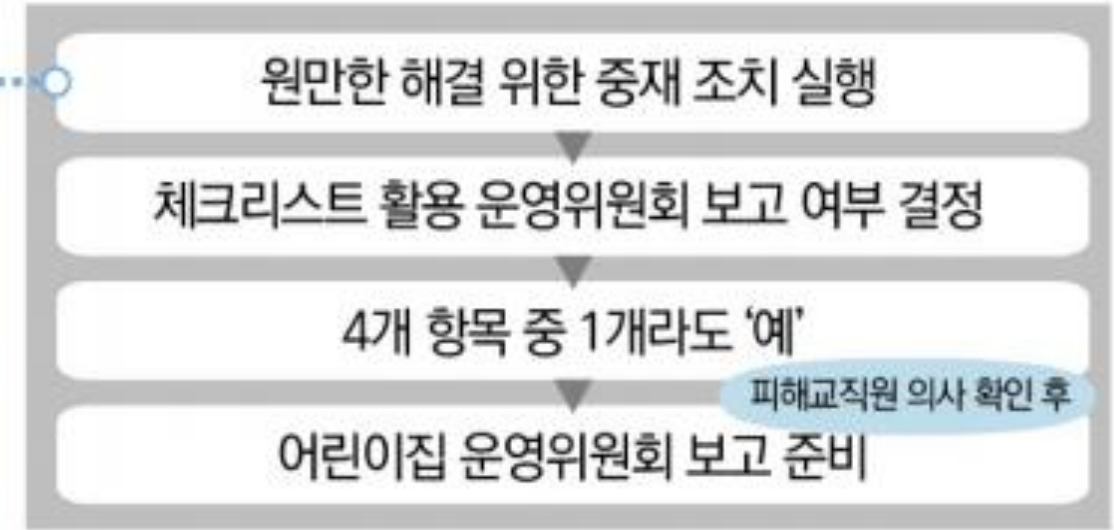 원만한 해결 위한 중재 조치 실행
체크리스트 활용 운영위원회 보고 여부 결정
4개 항목 중 1개라도 ‘예’
피해교직원 의사 확인 후
어린이집 운영위원회 보고 준비